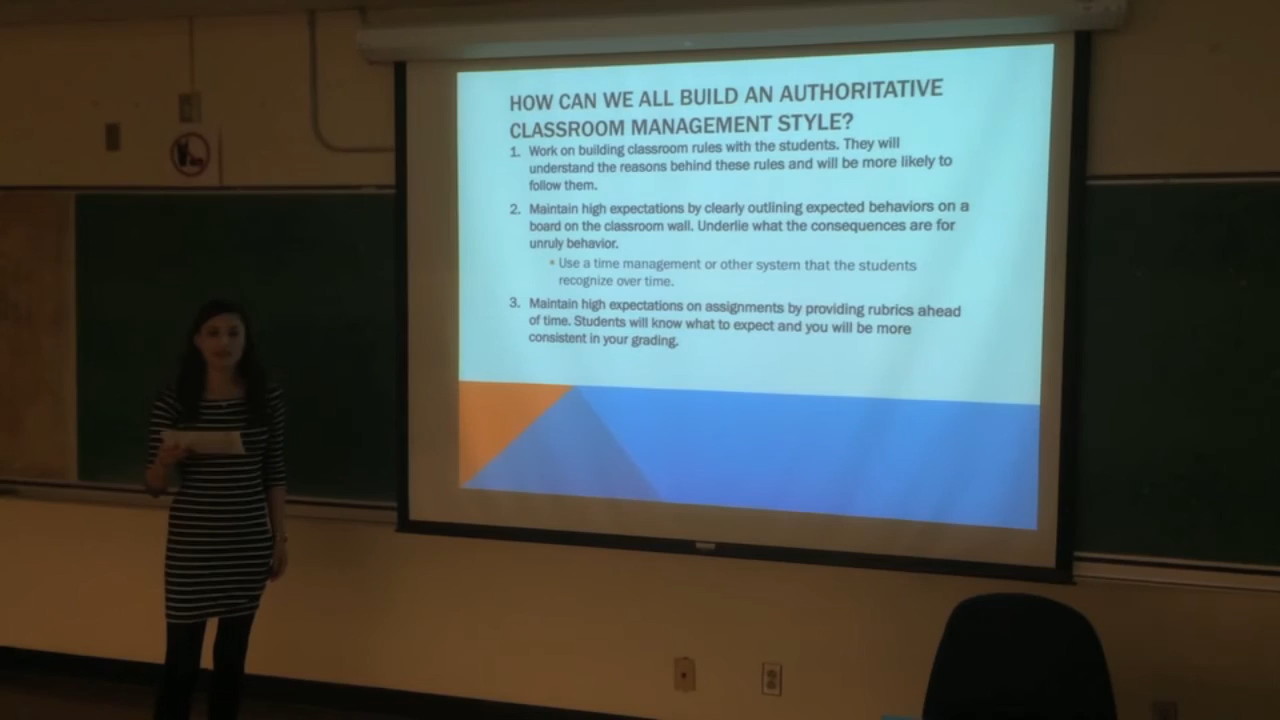 HOW CAN WE ALL BUILD AN AUTHORITATIVE
CLASSROOM MANAGEMENT STYLE?
1. Work on building classroom rules with the students. They will
understand the reasons behind these rules and will be more likely to
follow them.
2. Maintain high expectations by clearly outlining expected behaviors on a
board on the classroom wall. Underlie what the consequences are for
unruly behavior.
• Use a time management or other system that the students
recognize over time.
3. Maintain high expectations on assignments by providing rubrics ahead
of time. Students will know what to expect and you will be more
consistent in your grading.